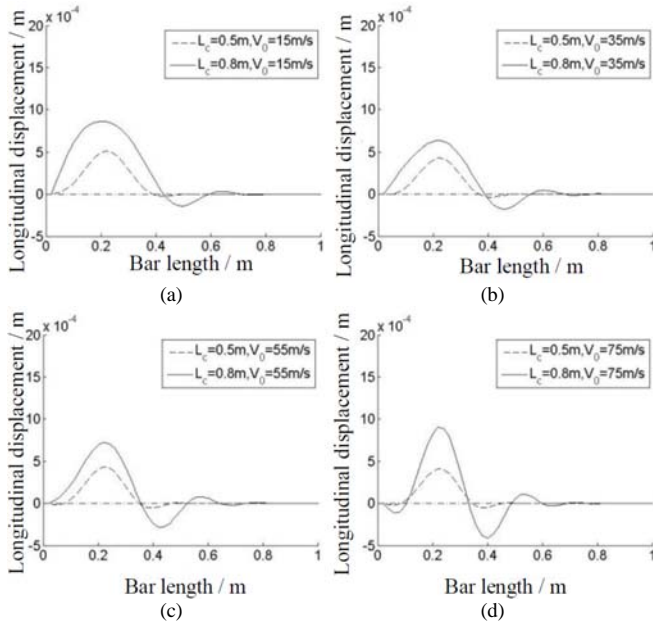 x 10⁻⁴
20
15
10
5
0
-5
Longitudinal displacement / m
L_c=0.5m,V_0=15m/s
L_c=0.8m,V_0=15m/s
0 0.2 0.4 0.6 0.8 1
Bar length / m
(a)
x 10⁻⁴
20
15
10
5
0
-5
Longitudinal displacement / m
L_c=0.5m,V_0=35m/s
L_c=0.8m,V_0=35m/s
0 0.2 0.4 0.6 0.8 1
Bar length / m
(b)
x 10⁻⁴
20
15
10
5
0
-5
Longitudinal displacement / m
L_c=0.5m,V_0=55m/s
L_c=0.8m,V_0=55m/s
0 0.2 0.4 0.6 0.8 1
Bar length / m
(c)
x 10⁻⁴
20
15
10
5
0
-5
Longitudinal displacement / m
L_c=0.5m,V_0=75m/s
L_c=0.8m,V_0=75m/s
0 0.2 0.4 0.6 0.8 1
Bar length / m
(d)